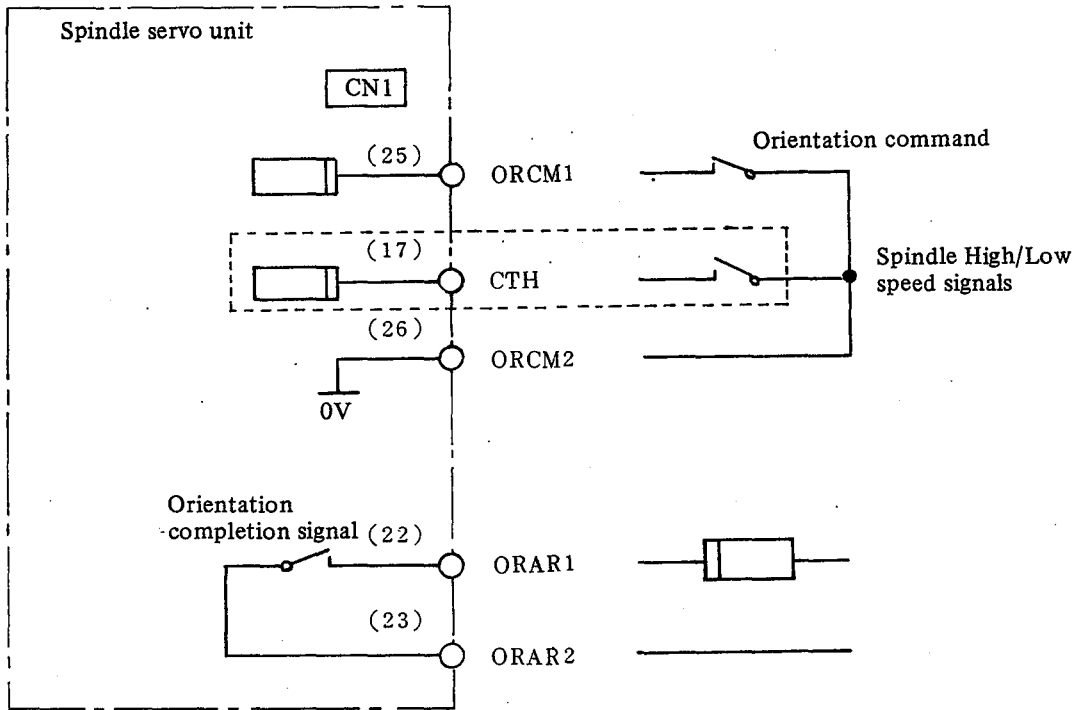 Spindle servo unit
CN1
Orientation command
(25)
ORCM1
(17)
CTH
Spindle High/Low
speed signals
(26)
ORCM2
0V
Orientation
completion signal
(22)
ORAR1
(23)
ORAR2